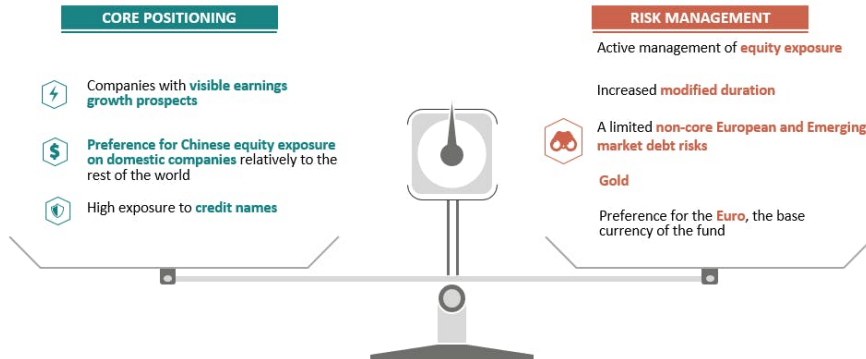 CORE POSITIONING
Companies with visible earnings
growth prospects
Preference for Chinese equity exposure
on domestic companies relatively to the
rest of the world
High exposure to credit names
RISK MANAGEMENT
Active management of equity exposure
Increased modified duration
A limited non-core European and Emerging
market debt risks
Gold
Preference for the Euro, the base
currency of the fund
$